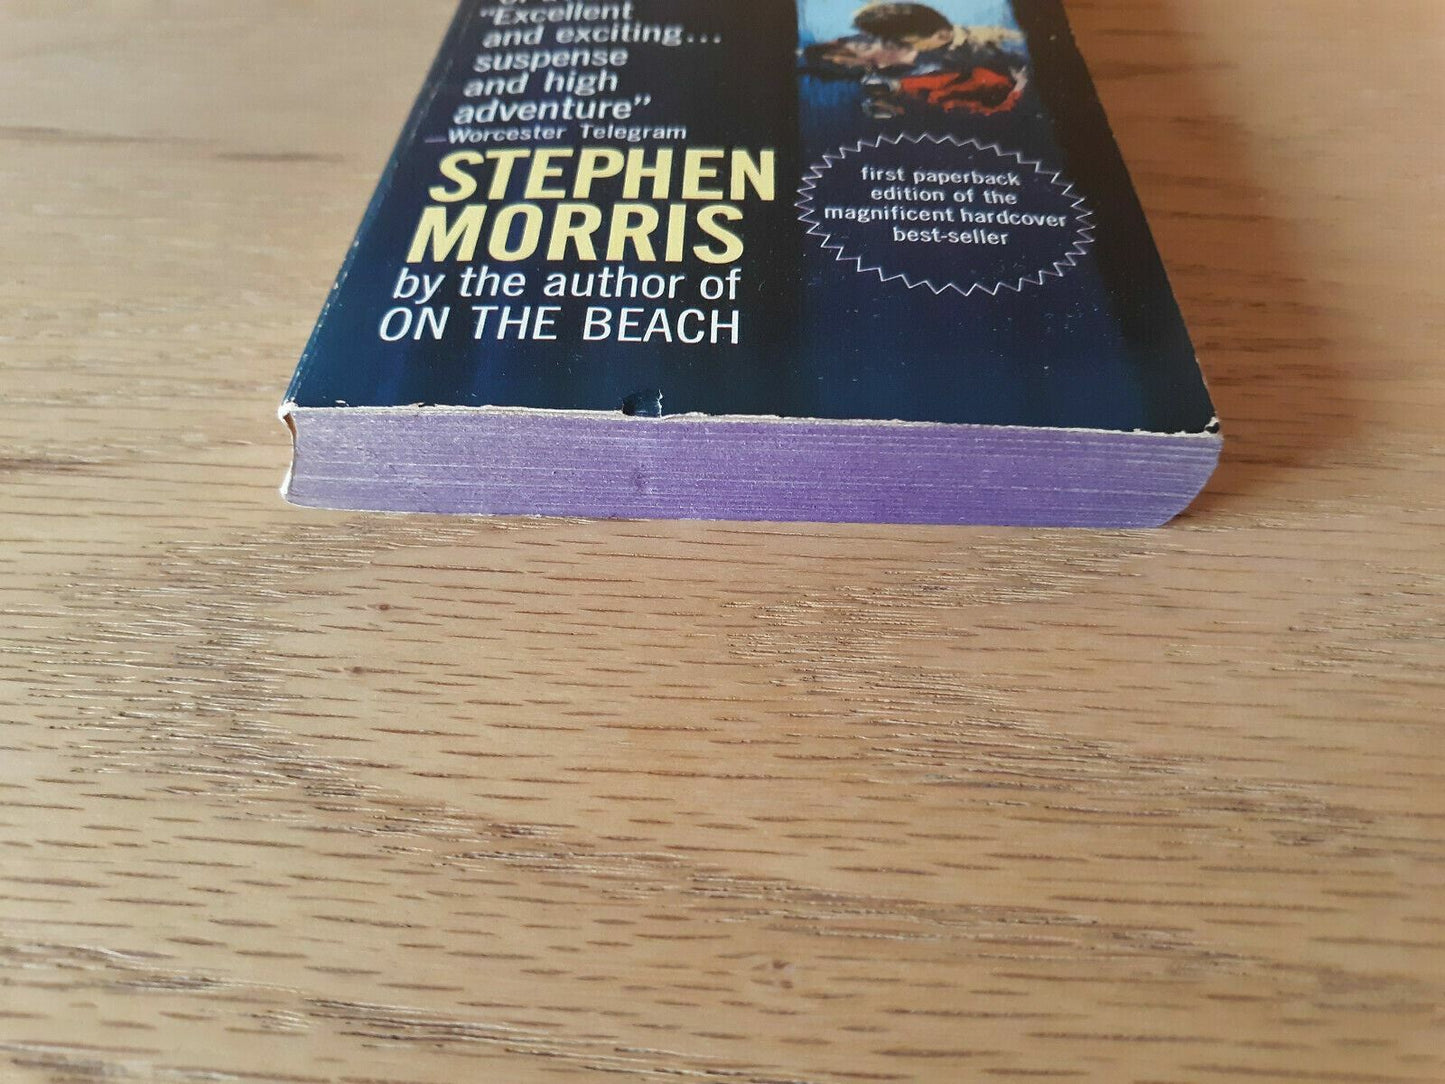 "Excellent
and exciting...
suspense
and high
adventure"
—Worcester Telegram
STEPHEN
MORRIS
by the author of
ON THE BEACH
first paperback
edition of the
magnificent hardcover
best-seller